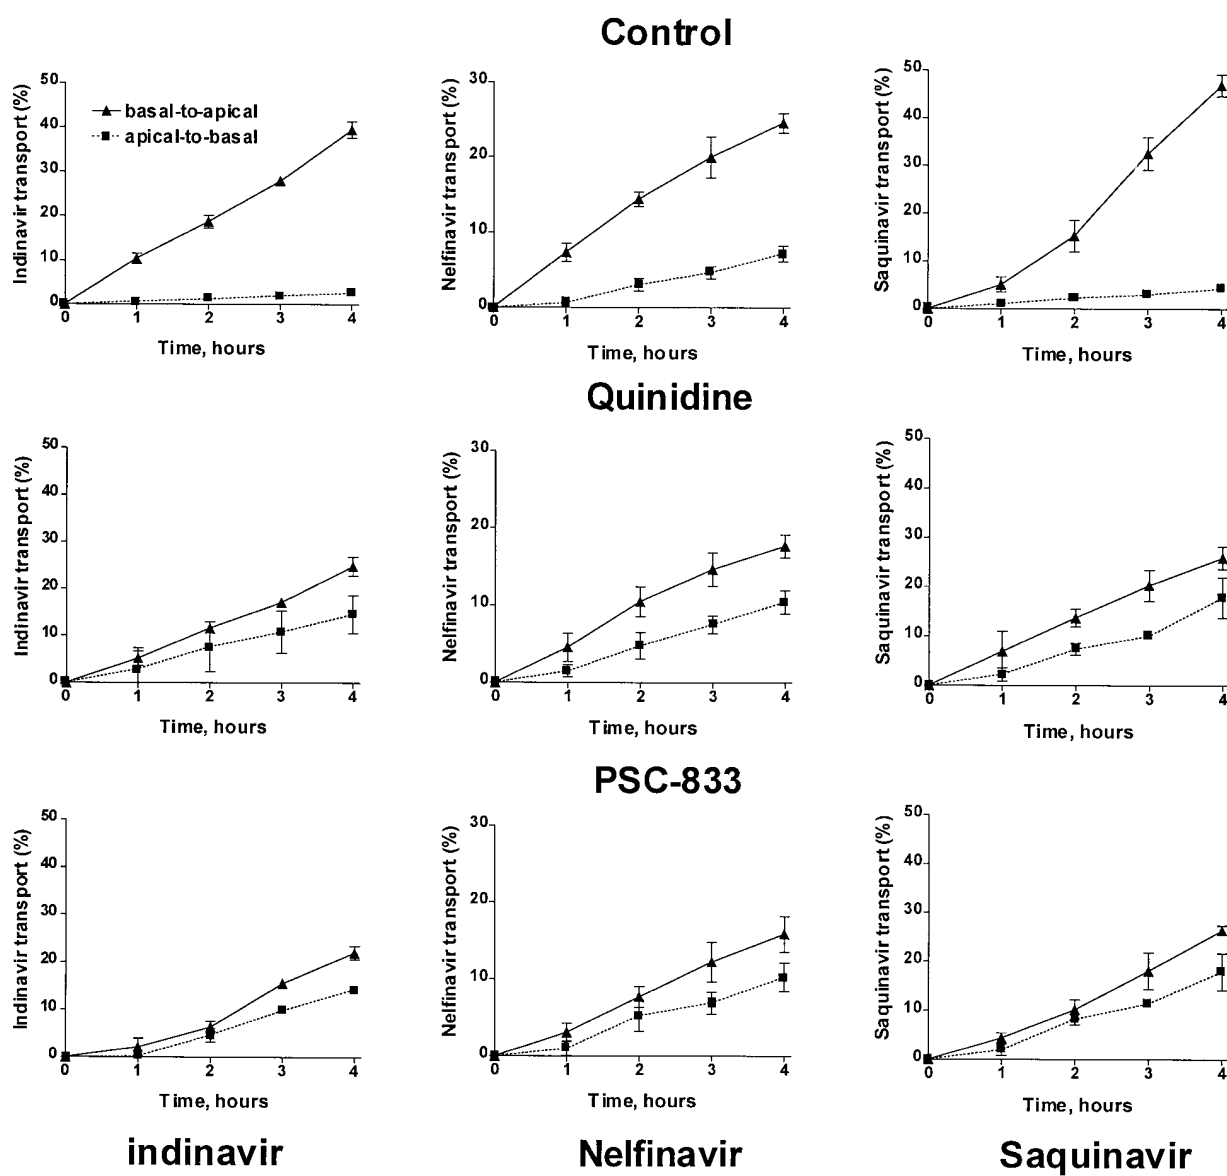 Control
Indinavir transport (%)
50
40
30
20
10
0
basal-to-apical
apical-to-basal
0 1 2 3 4
Time, hours
Nelfinavir transport (%)
30
20
10
0
0 1 2 3 4
Time, hours
Saquinavir transport (%)
50
40
30
20
10
0
0 1 2 3 4
Time, hours
Quinidine
Indinavir transport (%)
50
40
30
20
10
0
0 1 2 3 4
Time, hours
Nelfinavir transport (%)
30
20
10
0
0 1 2 3 4
Time, hours
Saquinavir transport (%)
50
40
30
20
10
0
0 1 2 3 4
Time, hours
PSC-833
Indinavir transport (%)
50
40
30
20
10
0
0 1 2 3 4
Time, hours
Nelfinavir transport (%)
30
20
10
0
0 1 2 3 4
Time, hours
Saquinavir transport (%)
50
40
30
20
10
0
0 1 2 3 4
Time, hours
indinavir Nelfinavir Saquinavir